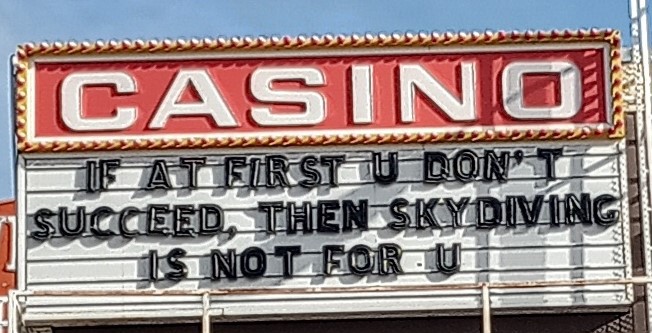 CASINO
IF AT FIRST U DON'T
SUCCEED, THEN SKYDIVING
IS NOT FOR U